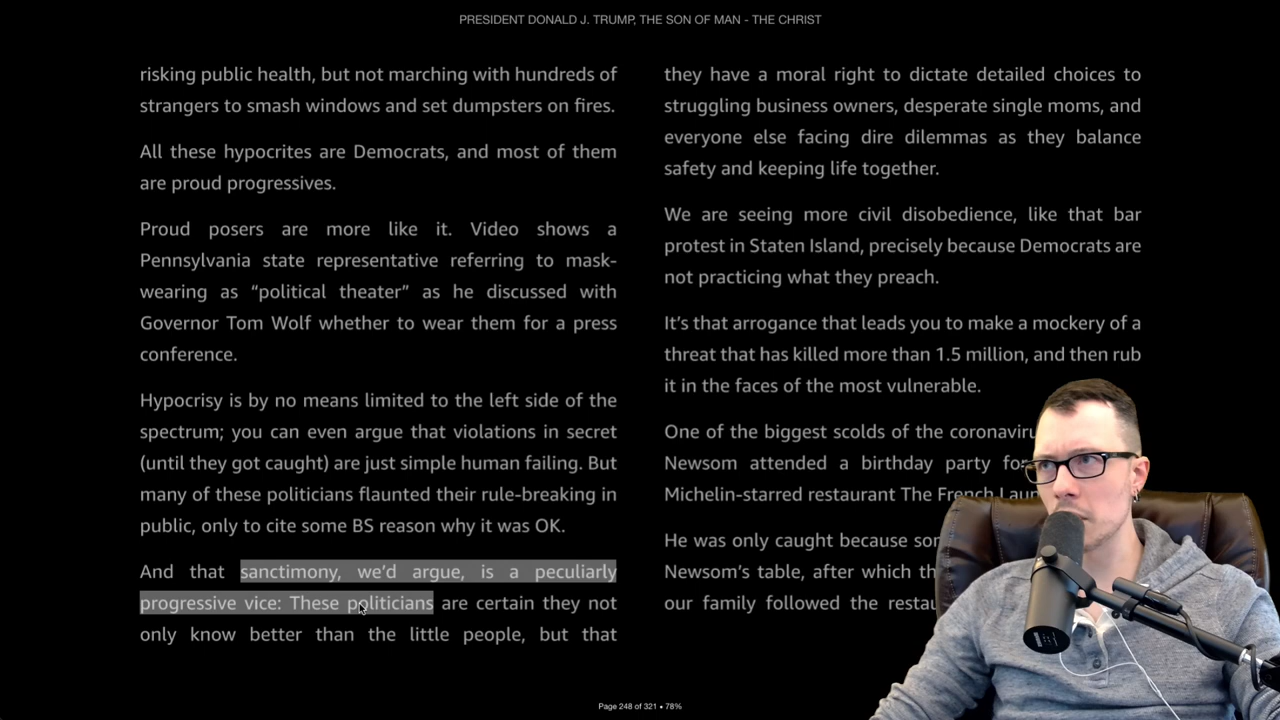 PRESIDENT DONALD J. TRUMP, THE SON OF MAN - THE CHRIST
risking public health, but not marching with hundreds of
strangers to smash windows and set dumpsters on fires.
All these hypocrites are Democrats, and most of them
are proud progressives.
Proud posers are more like it. Video shows a
Pennsylvania state representative referring to mask-
wearing as “political theater” as he discussed with
Governor Tom Wolf whether to wear them for a press
conference.
Hypocrisy is by no means limited to the left side of the
spectrum; you can even argue that violations in secret
(until they got caught) are just simple human failing. But
many of these politicians flaunted their rule-breaking in
public, only to cite some BS reason why it was OK.
And that sanctimony, we’d argue, is a peculiarly
progressive vice: These politicians are certain they not
only know better than the little people, but that
they have a moral right to dictate detailed choices to
struggling business owners, desperate single moms, and
everyone else facing dire dilemmas as they balance
safety and keeping life together.
We are seeing more civil disobedience, like that bar
protest in Staten Island, precisely because Democrats are
not practicing what they preach.
It’s that arrogance that leads you to make a mockery of a
threat that has killed more than 1.5 million, and then rub
it in the faces of the most vulnerable.
One of the biggest scolds of the
Newsom attended a birthday party
Michelin-starred restaurant The French
He was only caught because
Newsom’s table, after which
our family followed the
Page 248 of 321 • 78%